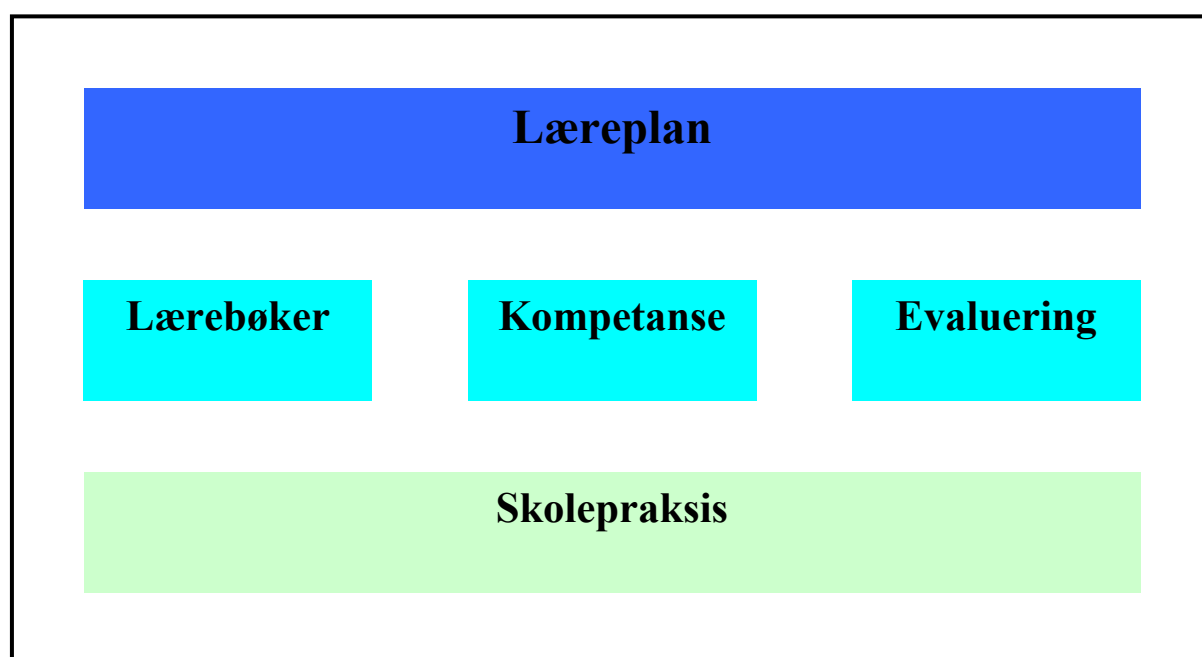 Læreplan
Lærebøker
Kompetanse
Evaluering
Skolepraksis